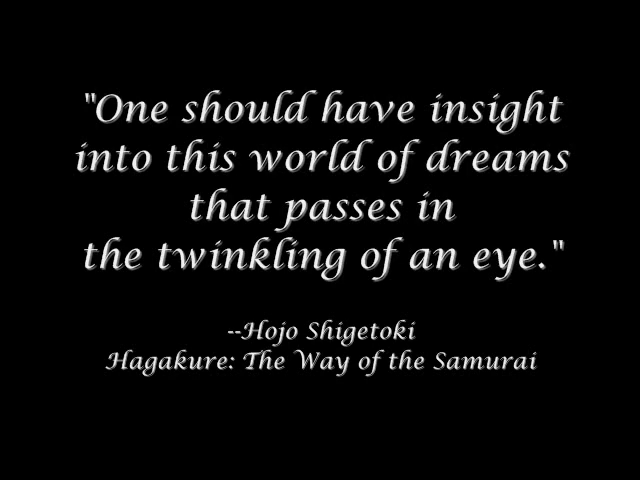 "One should have insight
into this world of dreams
that passes in
the twinkling of an eye."
--Hojo Shigetoki
Hagakure: The Way of the Samurai